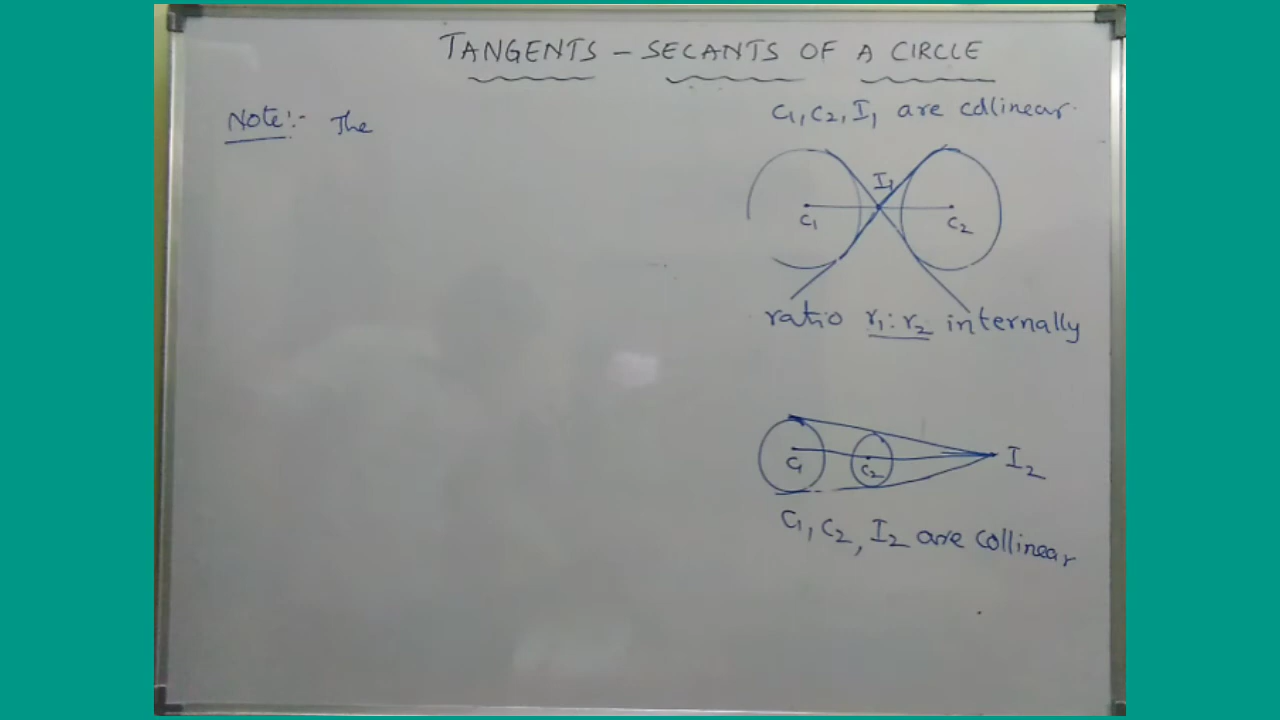 TANGENTS – SECANTS OF A CIRCLE
Note:- The
C1, C2, I1 are collinear.
I1
C1
C2
ratio r1 : r2 internally
C1
C2
I2
C1, C2, I2 are collinear